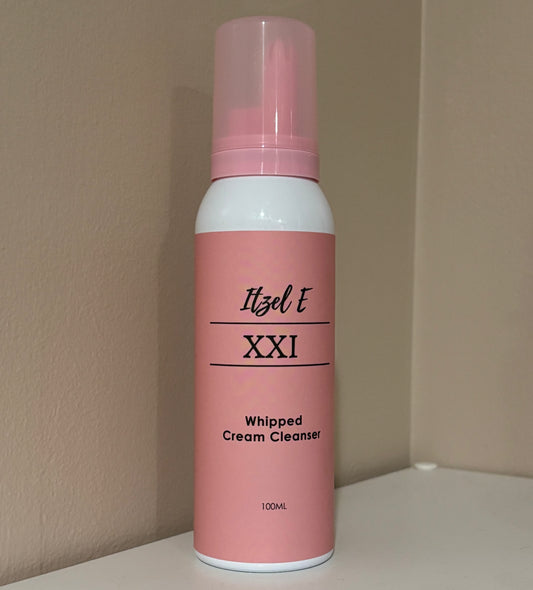 Itzel E
XXI
Whipped
Cream Cleanser
100ML